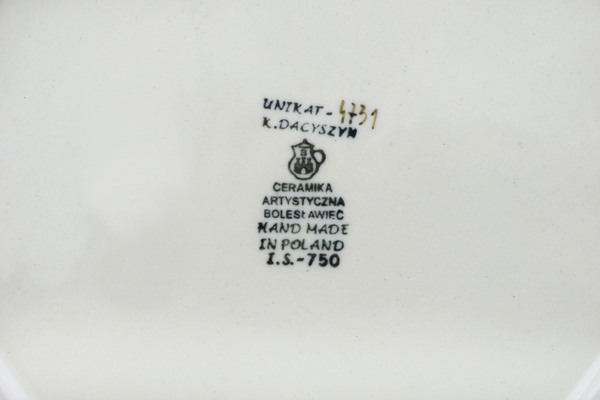 UNIKAT - 4731
K. DACYSZYN
CERAMIKA
ARTYSTYCZNA
BOLESŁAWIEC
HAND MADE
IN POLAND
I.S.-750